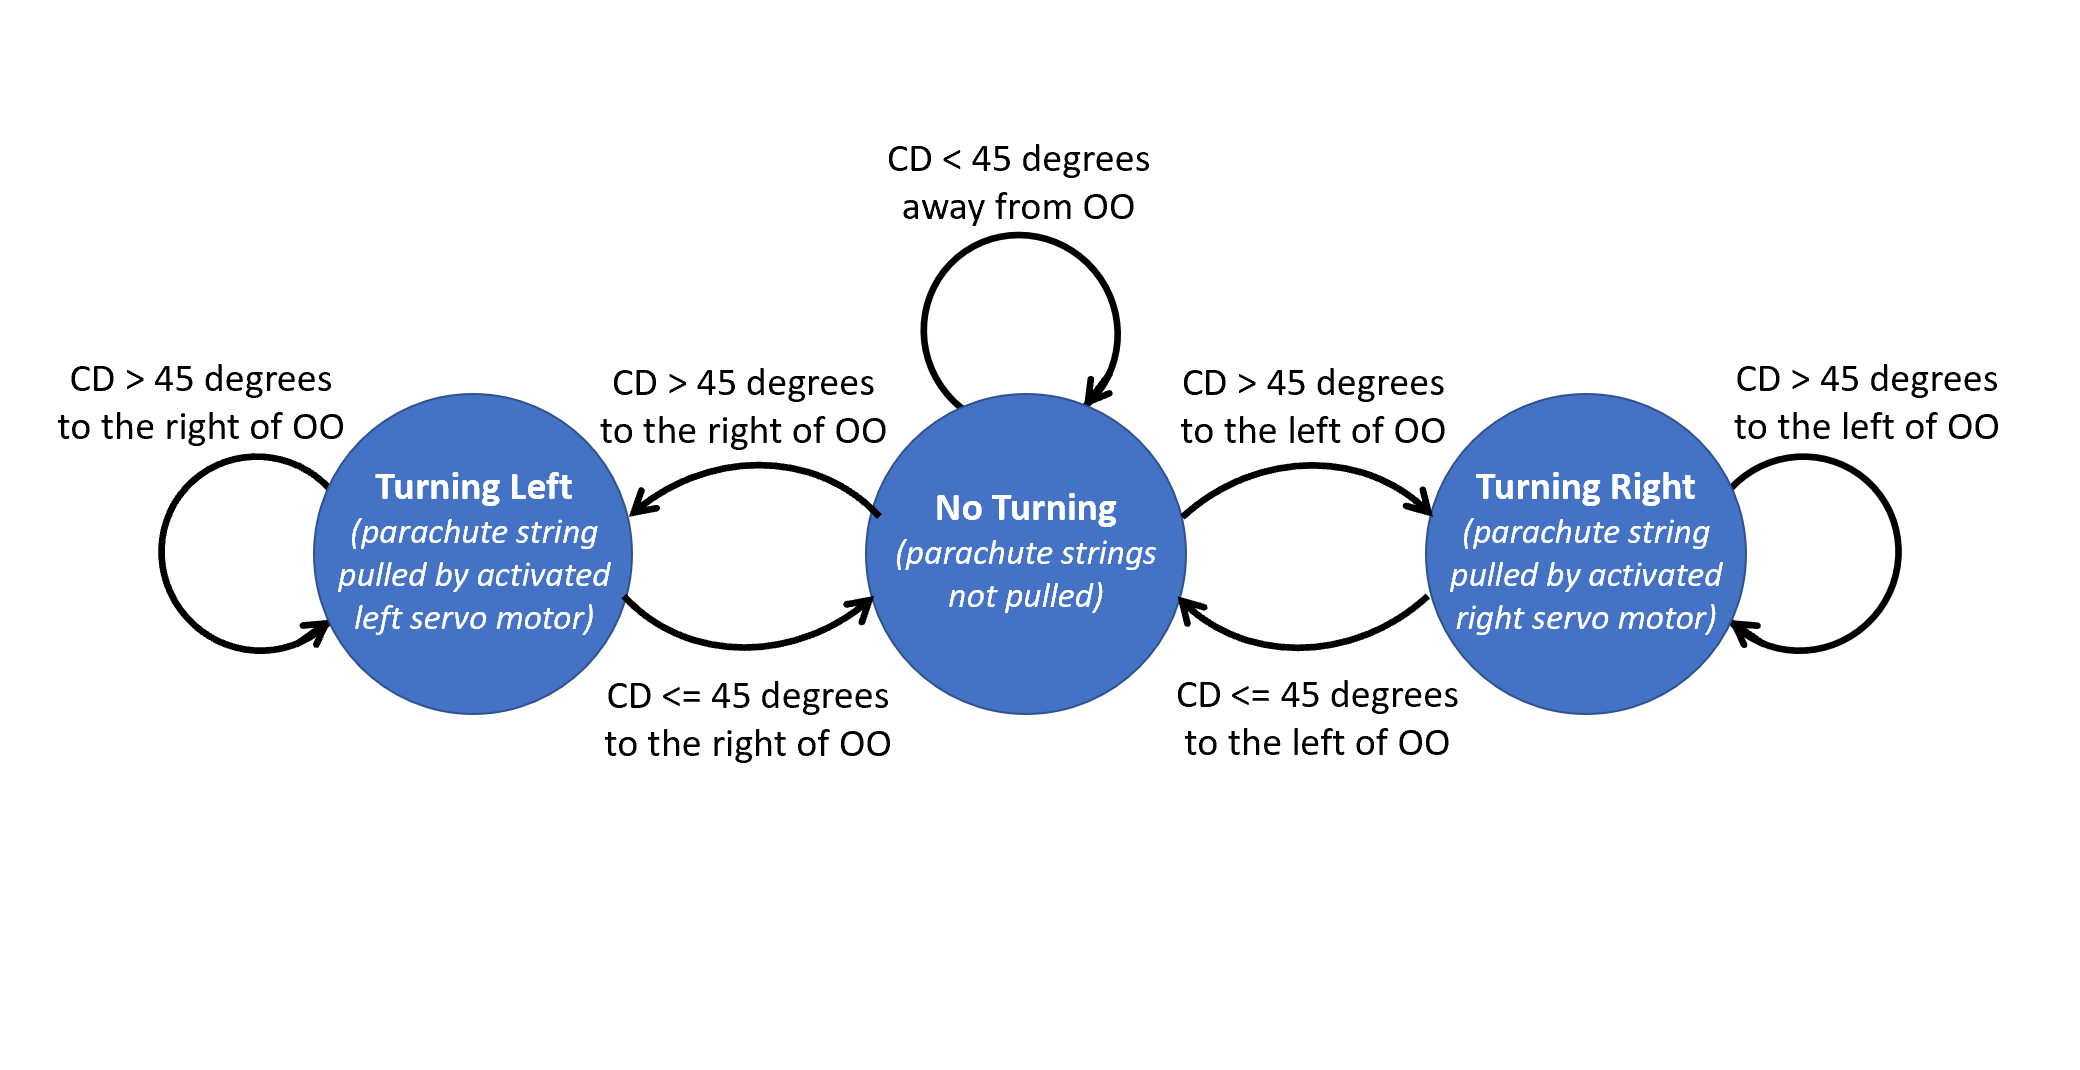 CD < 45 degrees
away from OO
CD > 45 degrees
to the right of OO
CD > 45 degrees
to the right of OO
CD > 45 degrees
to the left of OO
CD > 45 degrees
to the left of OO
Turning Left
(parachute string
pulled by activated
left servo motor)
No Turning
(parachute strings
not pulled)
Turning Right
(parachute string
pulled by activated
right servo motor)
CD <= 45 degrees
to the right of OO
CD <= 45 degrees
to the left of OO